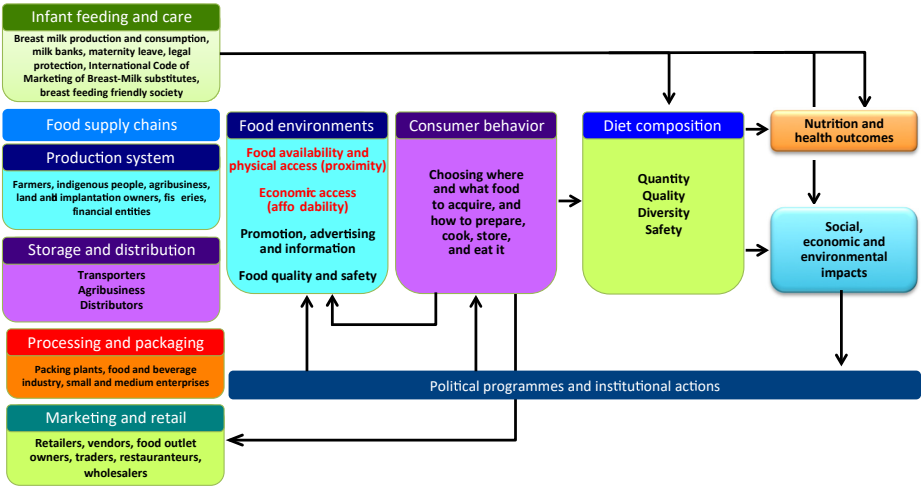 Infant feeding and care
Breast milk production and consumption,
milk banks, maternity leave, legal
protection, International Code of
Marketing of Breast-Milk substitutes,
breast feeding friendly society
Food supply chains
Production system
Farmers, indigenous people, agribusiness,
land and implantation owners, fis eries,
financial entities
Storage and distribution
Transporters
Agribusiness
Distributors
Processing and packaging
Packing plants, food and beverage
industry, small and medium enterprises
Marketing and retail
Retailers, vendors, food outlet
owners, traders, restauranteurs,
wholesalers
Food environments
Food availability and
physical access (proximity)
Economic access
(affo dability)
Promotion, advertising
and information
Food quality and safety
Consumer behavior
Choosing where
and what food
to acquire, and
how to prepare,
cook, store,
and eat it
Diet composition
Quantity
Quality
Diversity
Safety
Nutrition and
health outcomes
Social,
economic and
environmental
impacts
Political programmes and institutional actions